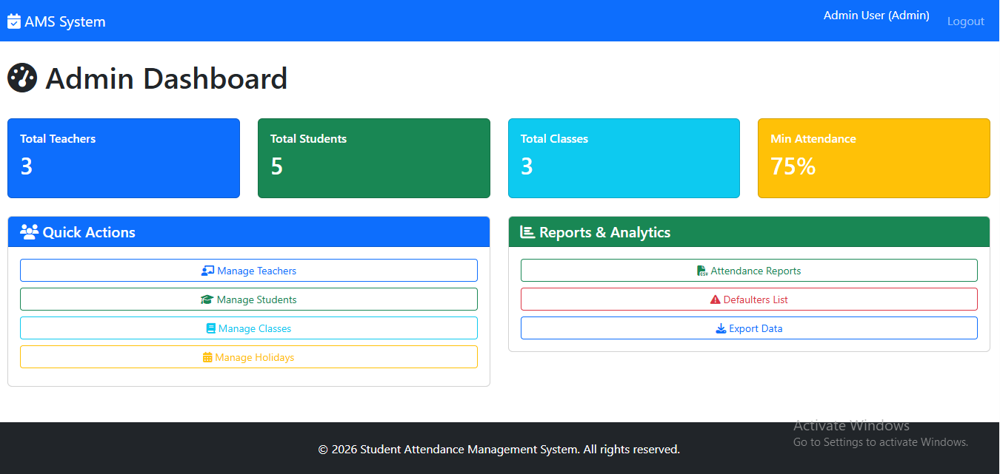 AMS System
Admin User (Admin)
Logout
Admin Dashboard
Total Teachers
3
Total Students
5
Total Classes
3
Min Attendance
75%
Quick Actions
Manage Teachers
Manage Students
Manage Classes
Manage Holidays
Reports & Analytics
CSV Attendance Reports
Defaulters List
Export Data
Activate Windows
Go to Settings to activate Windows.
© 2026 Student Attendance Management System. All rights reserved.